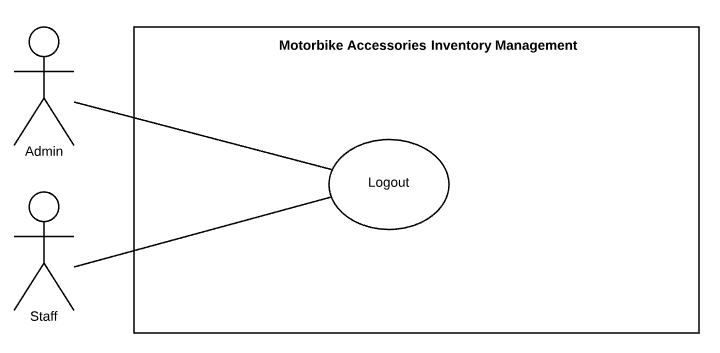 Motorbike Accessories Inventory Management
Admin
Logout
Staff